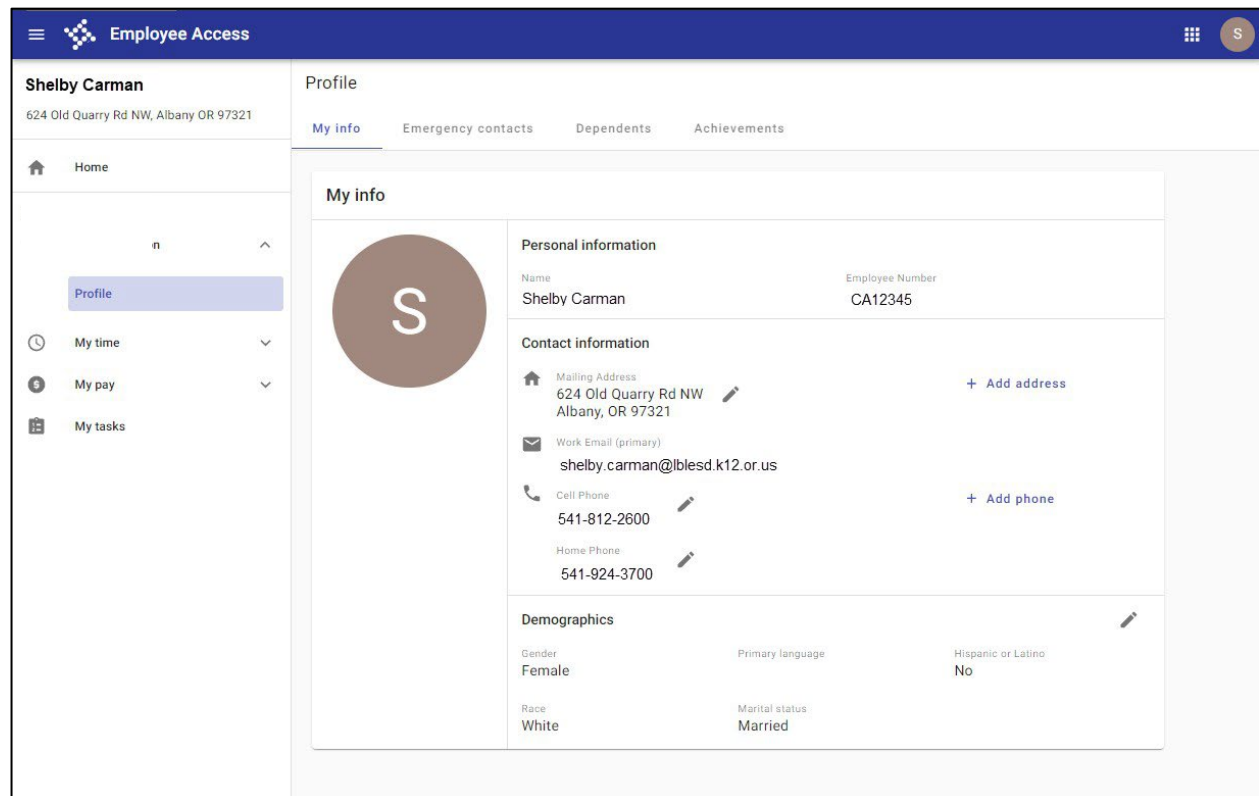 Employee Access
S
Shelby Carman
624 Old Quarry Rd NW, Albany OR 97321
Home
Profile
My time
My pay
My tasks
Profile
My info Emergency contacts Dependents Achievements
My info
S
Personal information
Name Employee Number
Shelby Carman CA12345
Contact information
Mailing Address
624 Old Quarry Rd NW
Albany, OR 97321
+ Add address
Work Email (primary)
shelby.carman@lblesd.k12.or.us
Cell Phone
541-812-2600
+ Add phone
Home Phone
541-924-3700
Demographics
Gender Primary language Hispanic or Latino
Female No
Race Marital status
White Married